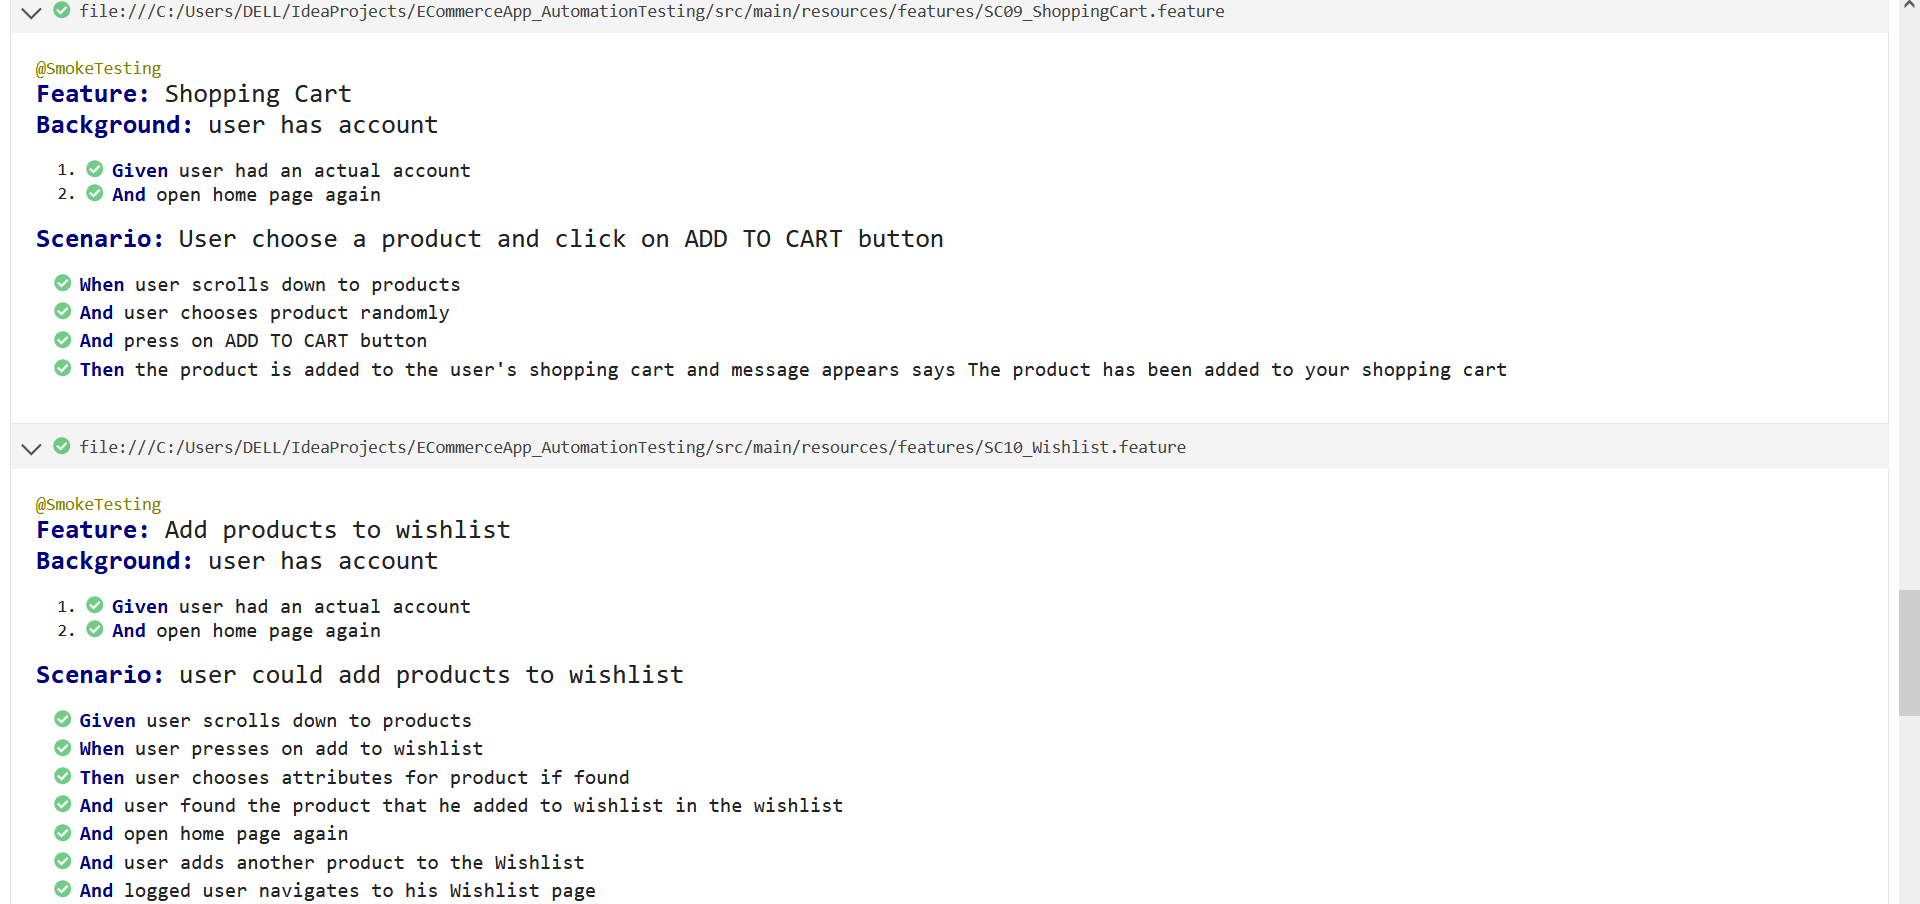 file:///C:/Users/DELL/IdeaProjects/ECommerceApp_AutomationTesting/src/main/resources/features/SC09_ShoppingCart.feature
@SmokeTesting
Feature: Shopping Cart
Background: user has account
1. Given user had an actual account
2. And open home page again
Scenario: User choose a product and click on ADD TO CART button
When user scrolls down to products
And user chooses product randomly
And press on ADD TO CART button
Then the product is added to the user's shopping cart and message appears says The product has been added to your shopping cart
file:///C:/Users/DELL/IdeaProjects/ECommerceApp_AutomationTesting/src/main/resources/features/SC10_Wishlist.feature
@SmokeTesting
Feature: Add products to wishlist
Background: user has account
1. Given user had an actual account
2. And open home page again
Scenario: user could add products to wishlist
Given user scrolls down to products
When user presses on add to wishlist
Then user chooses attributes for product if found
And user found the product that he added to wishlist in the wishlist
And open home page again
And user adds another product to the Wishlist
And logged user navigates to his Wishlist page